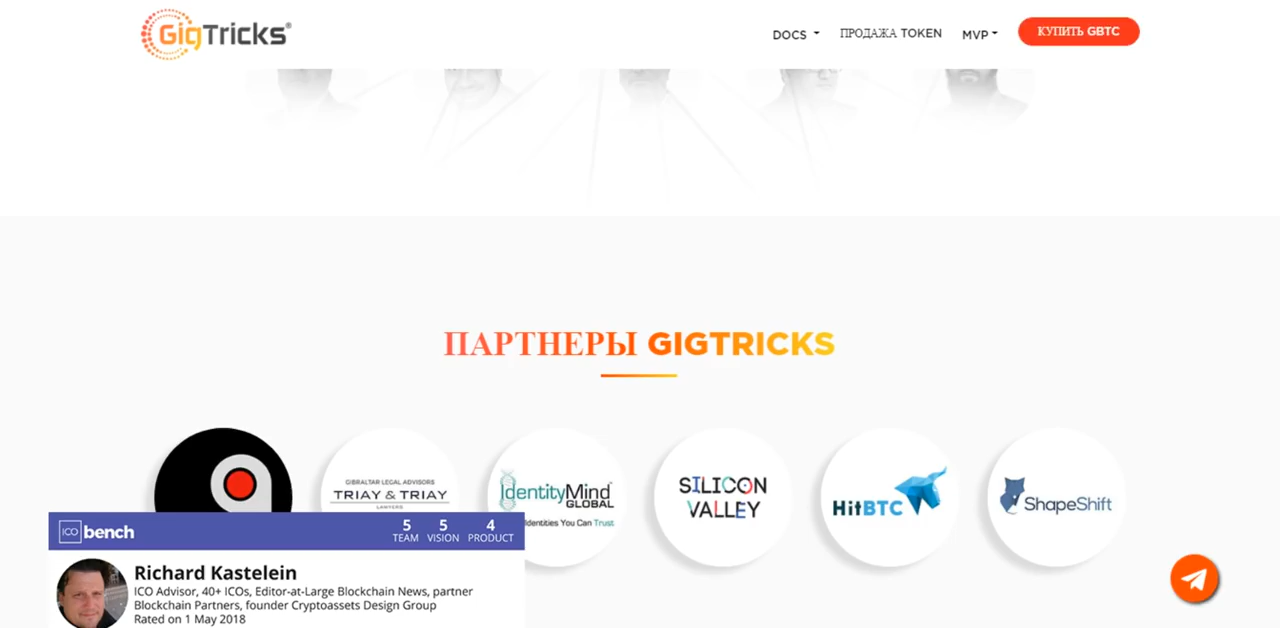 GigTricks®
DOCS
ПРОДАЖА TOKEN
MVP
КУПИТЬ GBTC
ПАРТНЕРЫ GIGTRICKS
GIBRALTAR LEGAL ADVISORS
TRIAY & TRIAY
LAWYERS
IdentityMind
GLOBAL
Identities You Can Trust
SILICON
VALLEY
HitBTC
ShapeShift
ICO bench
5 5 4
TEAM VISION PRODUCT
Richard Kastelein
ICO Advisor, 40+ ICOs, Editor-at-Large Blockchain News, partner
Blockchain Partners, founder Cryptoassets Design Group
Rated on 1 May 2018